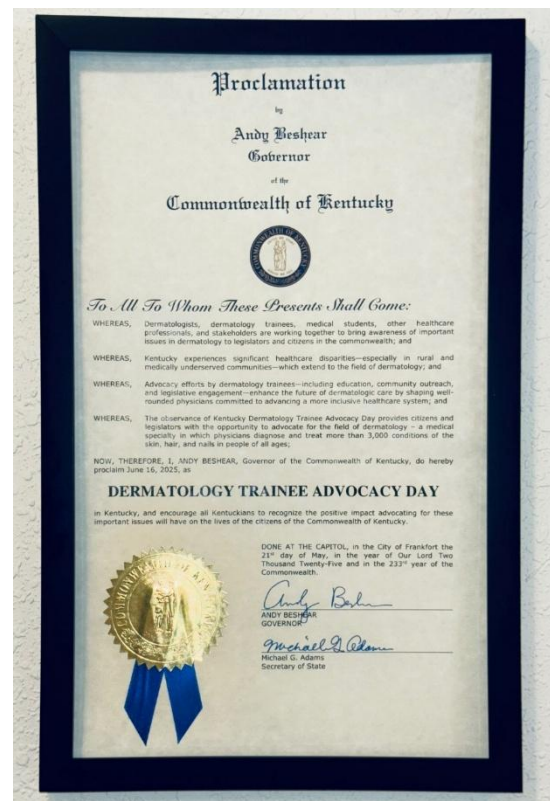 Proclamation
by
Andy Beshear
Governor
of the
Commonwealth of Kentucky
To All To Whom These Presents Shall Come:
WHEREAS, Dermatologists, dermatology trainees, medical students, other healthcare
professionals, and stakeholders are working together to bring awareness of important
issues in dermatology to legislators and citizens in the commonwealth; and
WHEREAS, Kentucky experiences significant healthcare disparities—especially in rural and
medically underserved communities—which extend to the field of dermatology; and
WHEREAS, Advocacy efforts by dermatology trainees—including education, community outreach,
and legislative engagement—enhance the future of dermatologic care by shaping well-
rounded physicians committed to advancing a more inclusive healthcare system; and
WHEREAS, The observance of Kentucky Dermatology Trainee Advocacy Day provides citizens and
legislators with the opportunity to advocate for the field of dermatology – a medical
specialty in which physicians diagnose and treat more than 3,000 conditions of the
skin, hair, and nails in people of all ages;
NOW, THEREFORE, I, ANDY BESHEAR, Governor of the Commonwealth of Kentucky, do hereby
proclaim June 16, 2025, as
DERMATOLOGY TRAINEE ADVOCACY DAY
in Kentucky, and encourage all Kentuckians to recognize the positive impact advocating for these
important issues will have on the lives of the citizens of the Commonwealth of Kentucky.
DONE AT THE CAPITOL, in the City of Frankfort the
21st day of May, in the year of Our Lord Two
Thousand Twenty-Five and in the 233rd year of the
Commonwealth.
Andy Beshear
ANDY BESHEAR
GOVERNOR
Michael G. Adams
Michael G. Adams
Secretary of State
COMMONWEALTH OF KEN